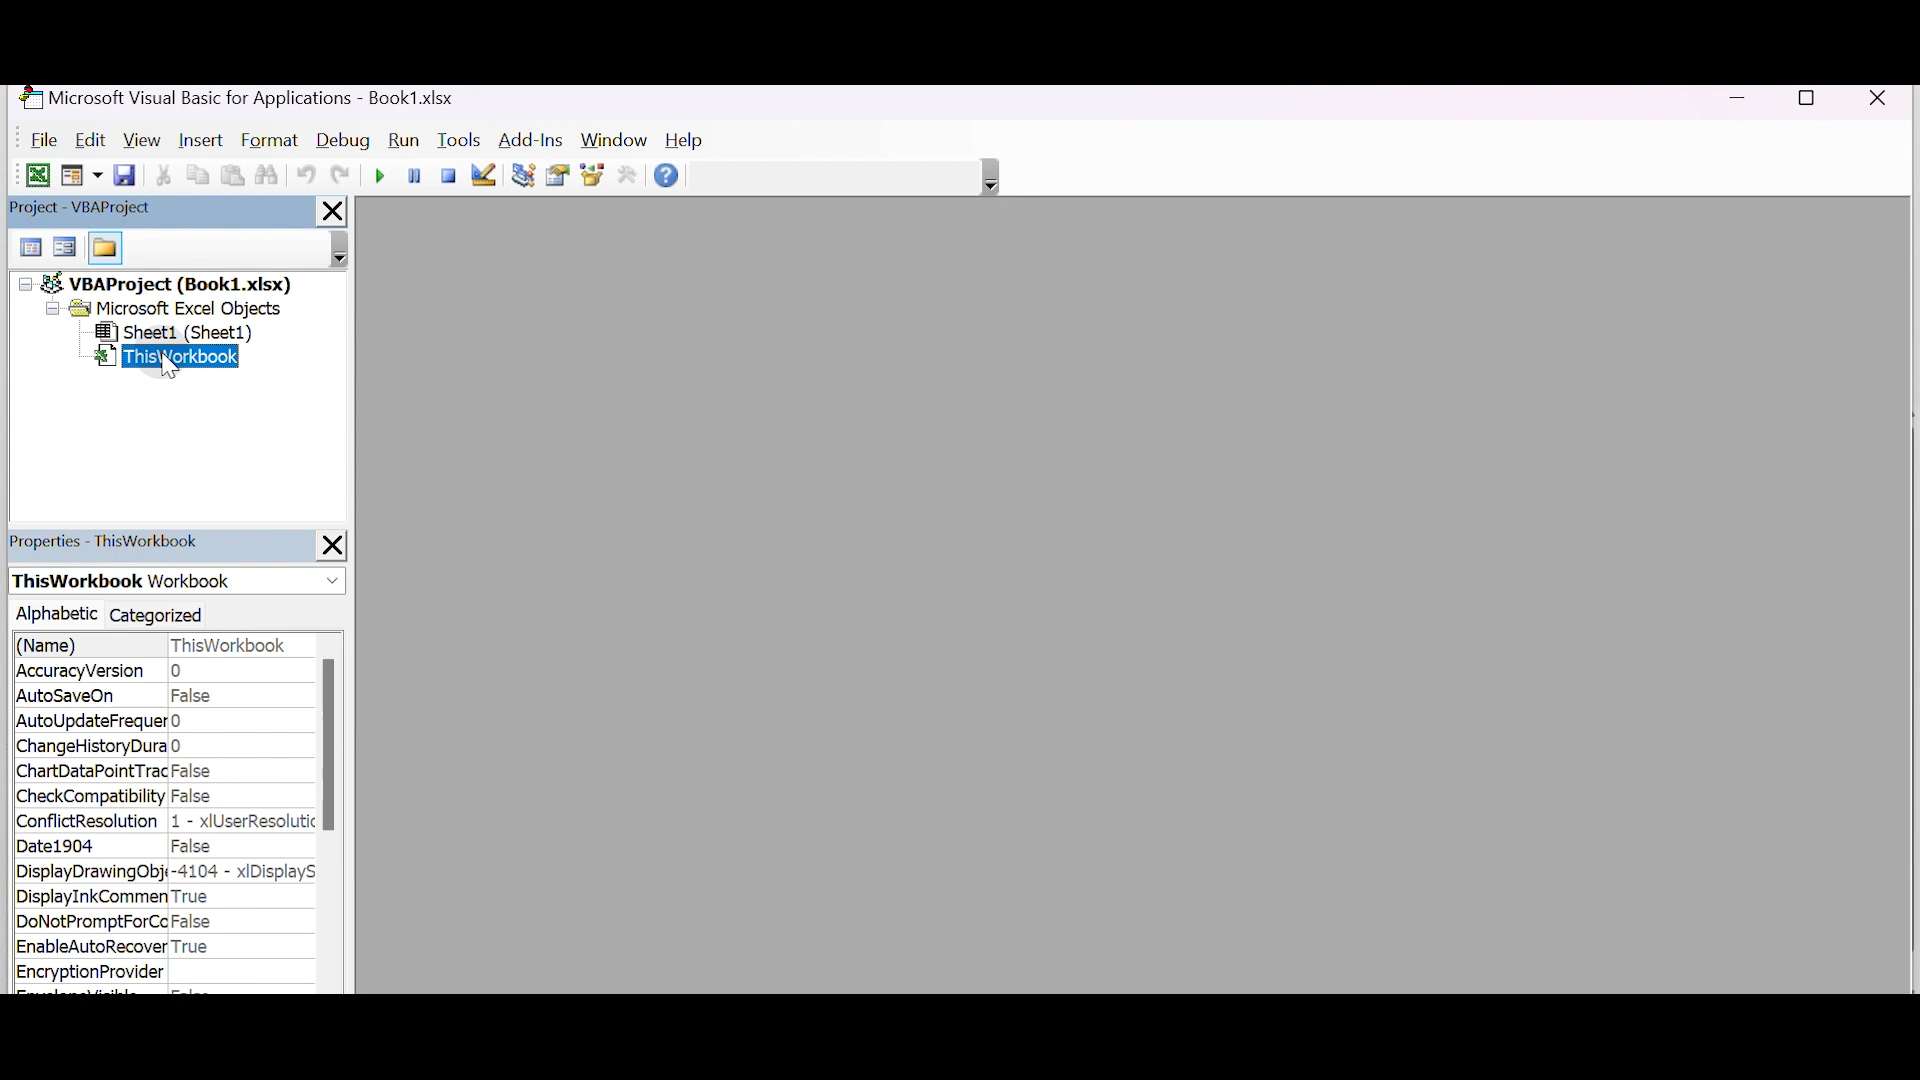 Microsoft Visual Basic for Applications - Book1.xlsx
File Edit View Insert Format Debug Run Tools Add-Ins Window Help
Project - VBAProject
VBAProject (Book1.xlsx)
Microsoft Excel Objects
Sheet1 (Sheet1)
ThisWorkbook
Properties - ThisWorkbook
ThisWorkbook Workbook
Alphabetic Categorized
(Name) ThisWorkbook
AccuracyVersion 0
AutoSaveOn False
AutoUpdateFrequer 0
ChangeHistoryDura 0
ChartDataPointTrac False
CheckCompatibility False
ConflictResolution 1 - xlUserResolutic
Date1904 False
DisplayDrawingObj -4104 - xlDisplayS
DisplayInkCommen True
DoNotPromptForCo False
EnableAutoRecover True
EncryptionProvider